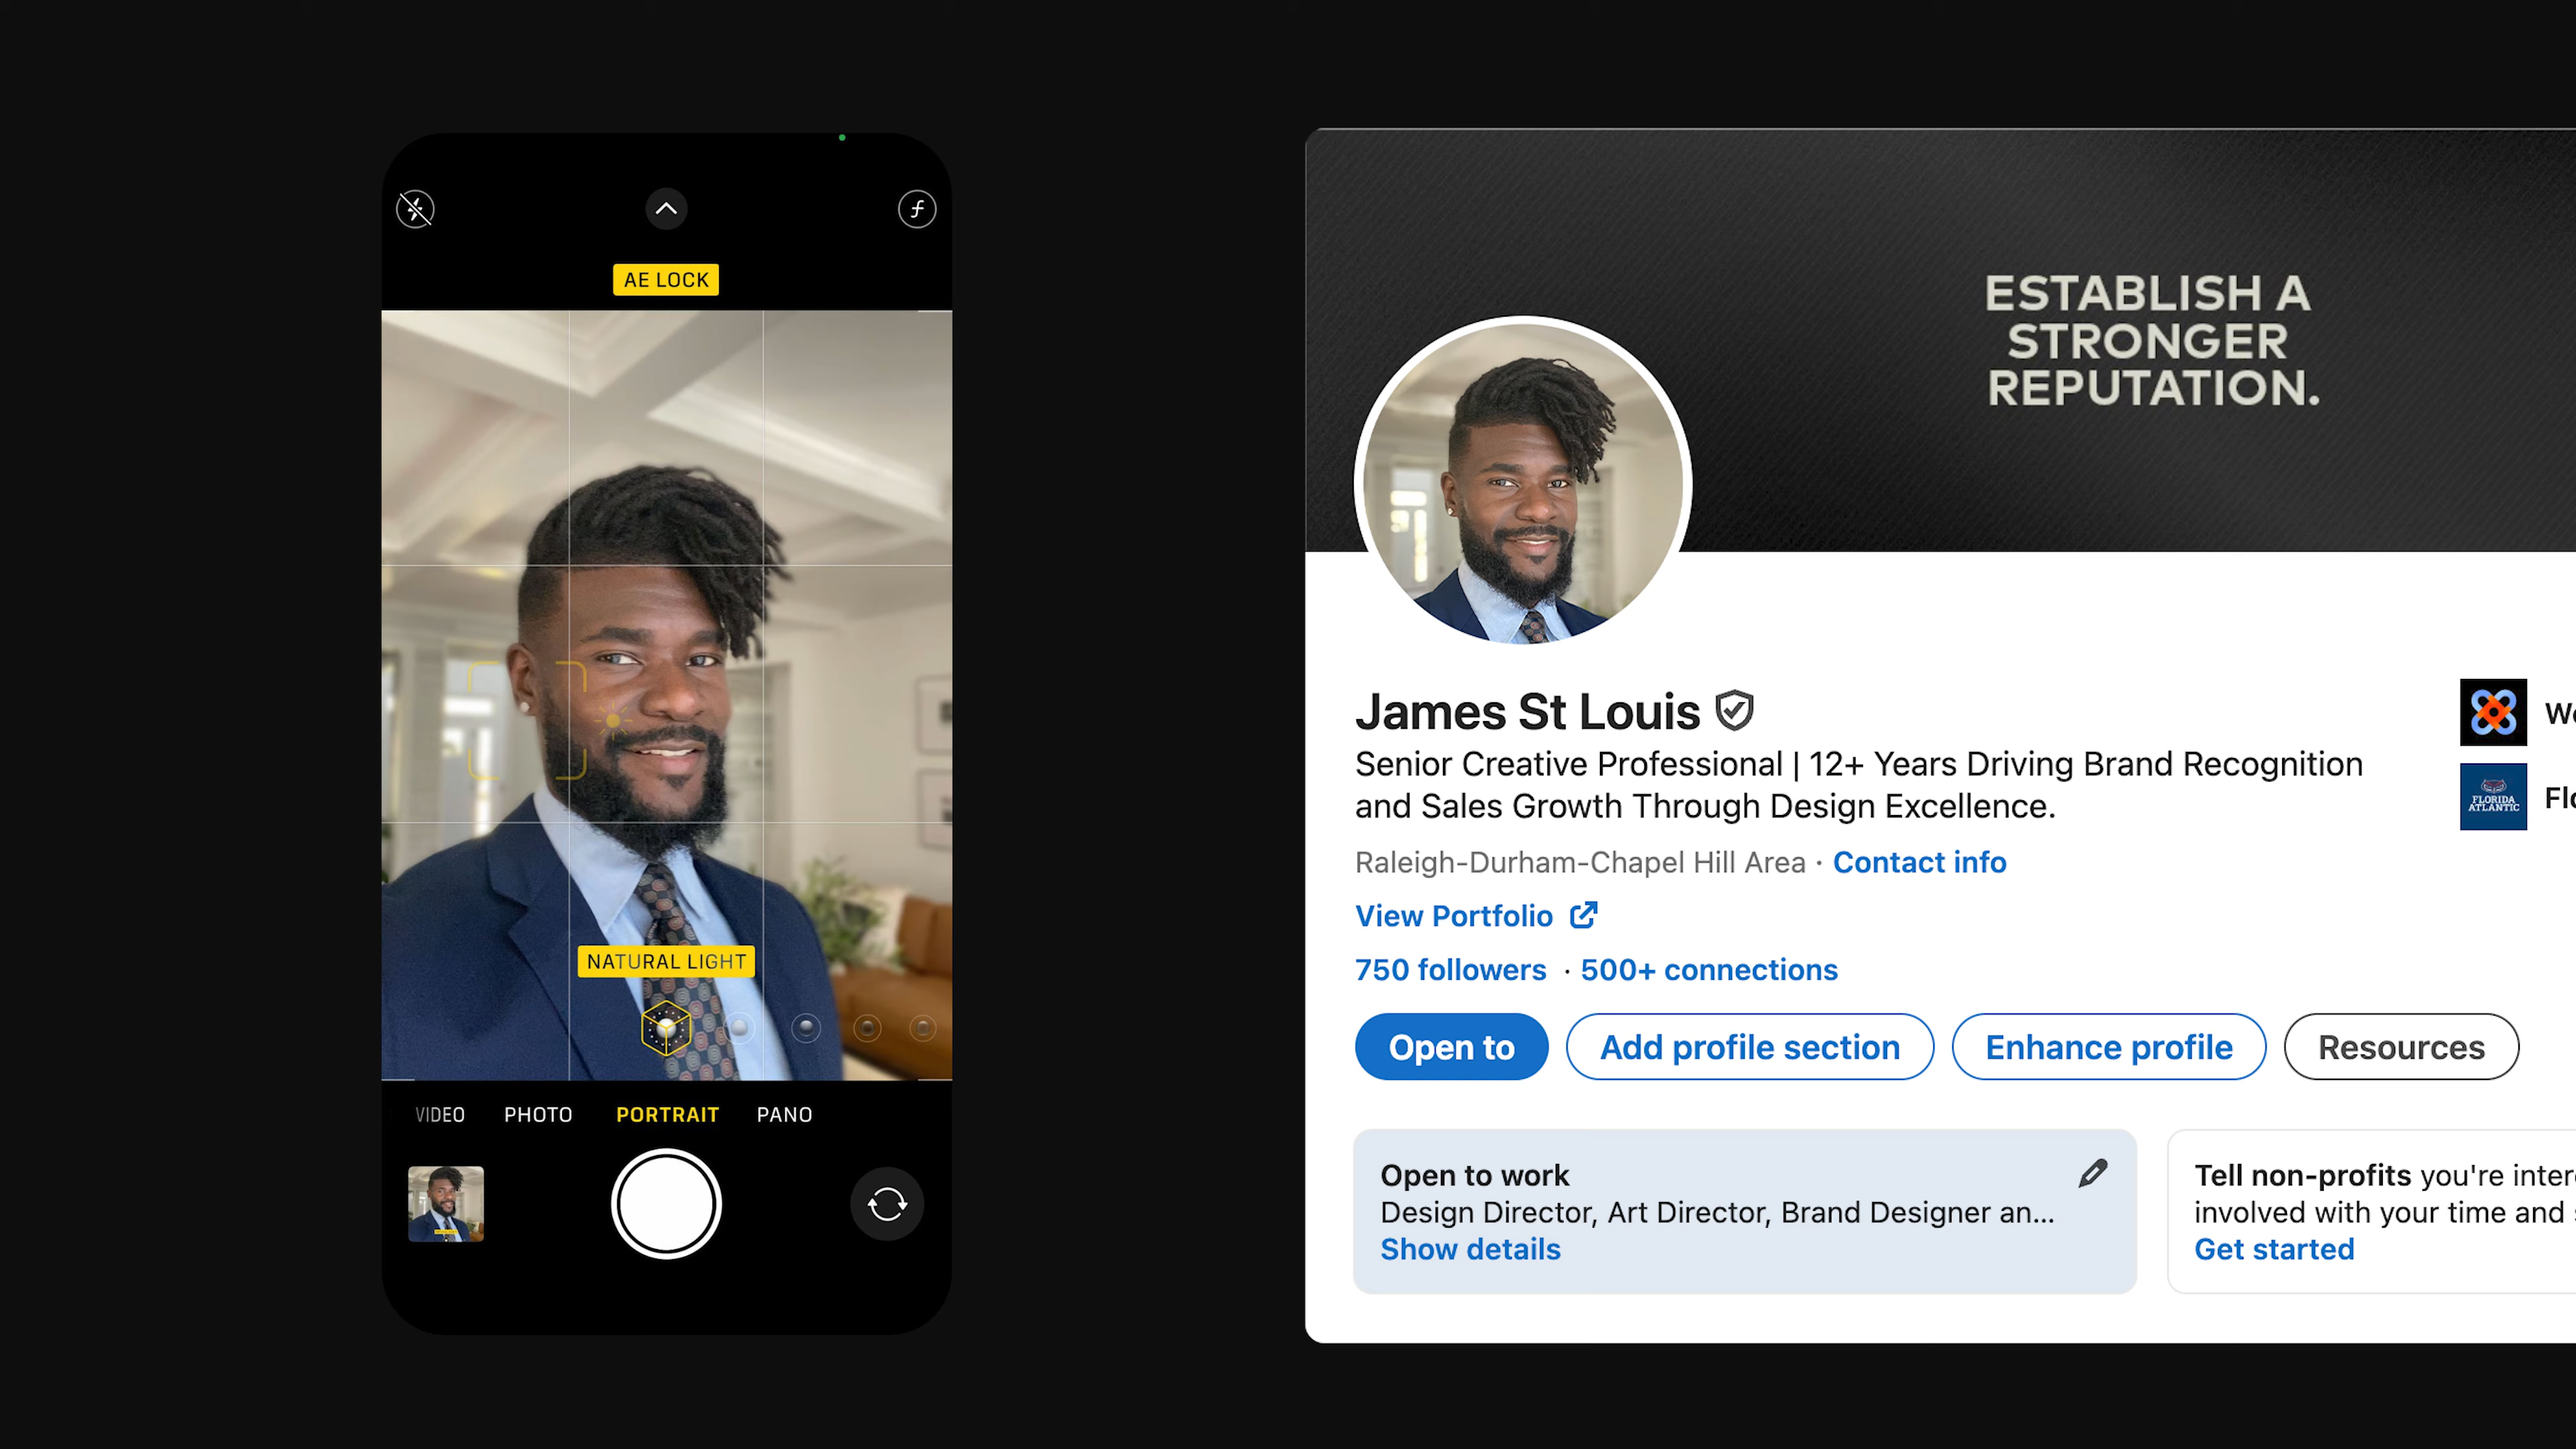 AE LOCK
NATURAL LIGHT
VIDEO PHOTO PORTRAIT PANO
ESTABLISH A
STRONGER
REPUTATION.
James St Louis
Senior Creative Professional | 12+ Years Driving Brand Recognition
and Sales Growth Through Design Excellence.
Raleigh-Durham-Chapel Hill Area · Contact info
View Portfolio
750 followers · 500+ connections
Open to Add profile section Enhance profile Resources
FLORIDA
ATLANTIC
Open to work
Design Director, Art Director, Brand Designer an...
Show details
Tell non-profits you're inter
involved with your time and
Get started